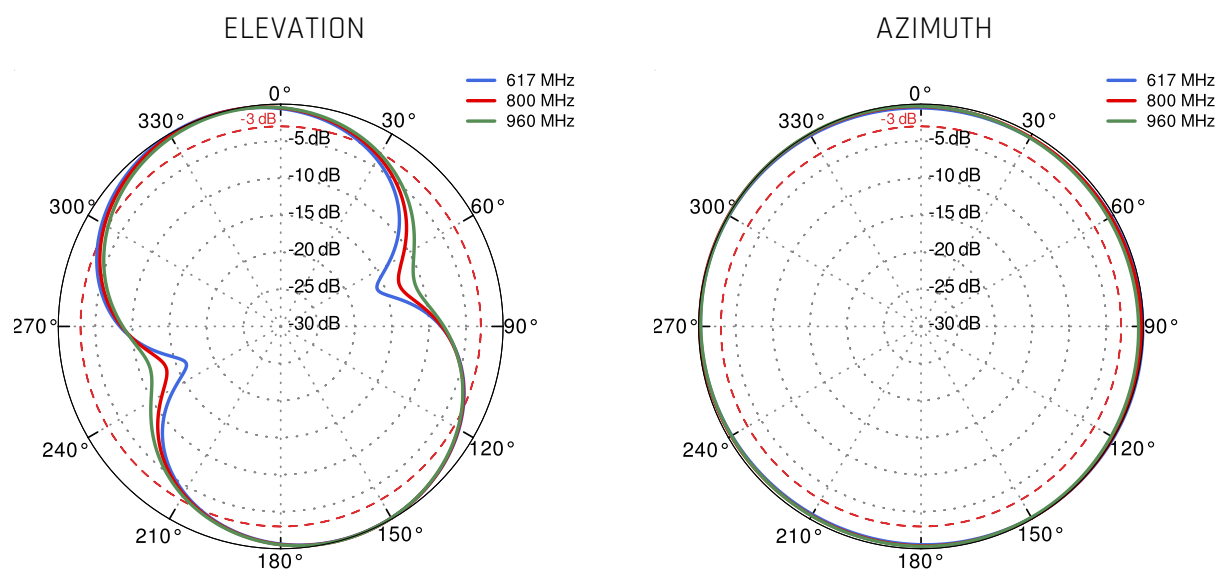 ELEVATION
617 MHz
800 MHz
960 MHz
0°
330°
-3 dB
30°
-5 dB
-10 dB
300°
-15 dB
60°
-20 dB
-25 dB
270°
-30 dB
90°
240°
120°
210°
150°
180°
AZIMUTH
617 MHz
800 MHz
960 MHz
0°
330°
-3 dB
30°
-5 dB
-10 dB
300°
-15 dB
60°
-20 dB
-25 dB
270°
-30 dB
90°
240°
120°
210°
150°
180°